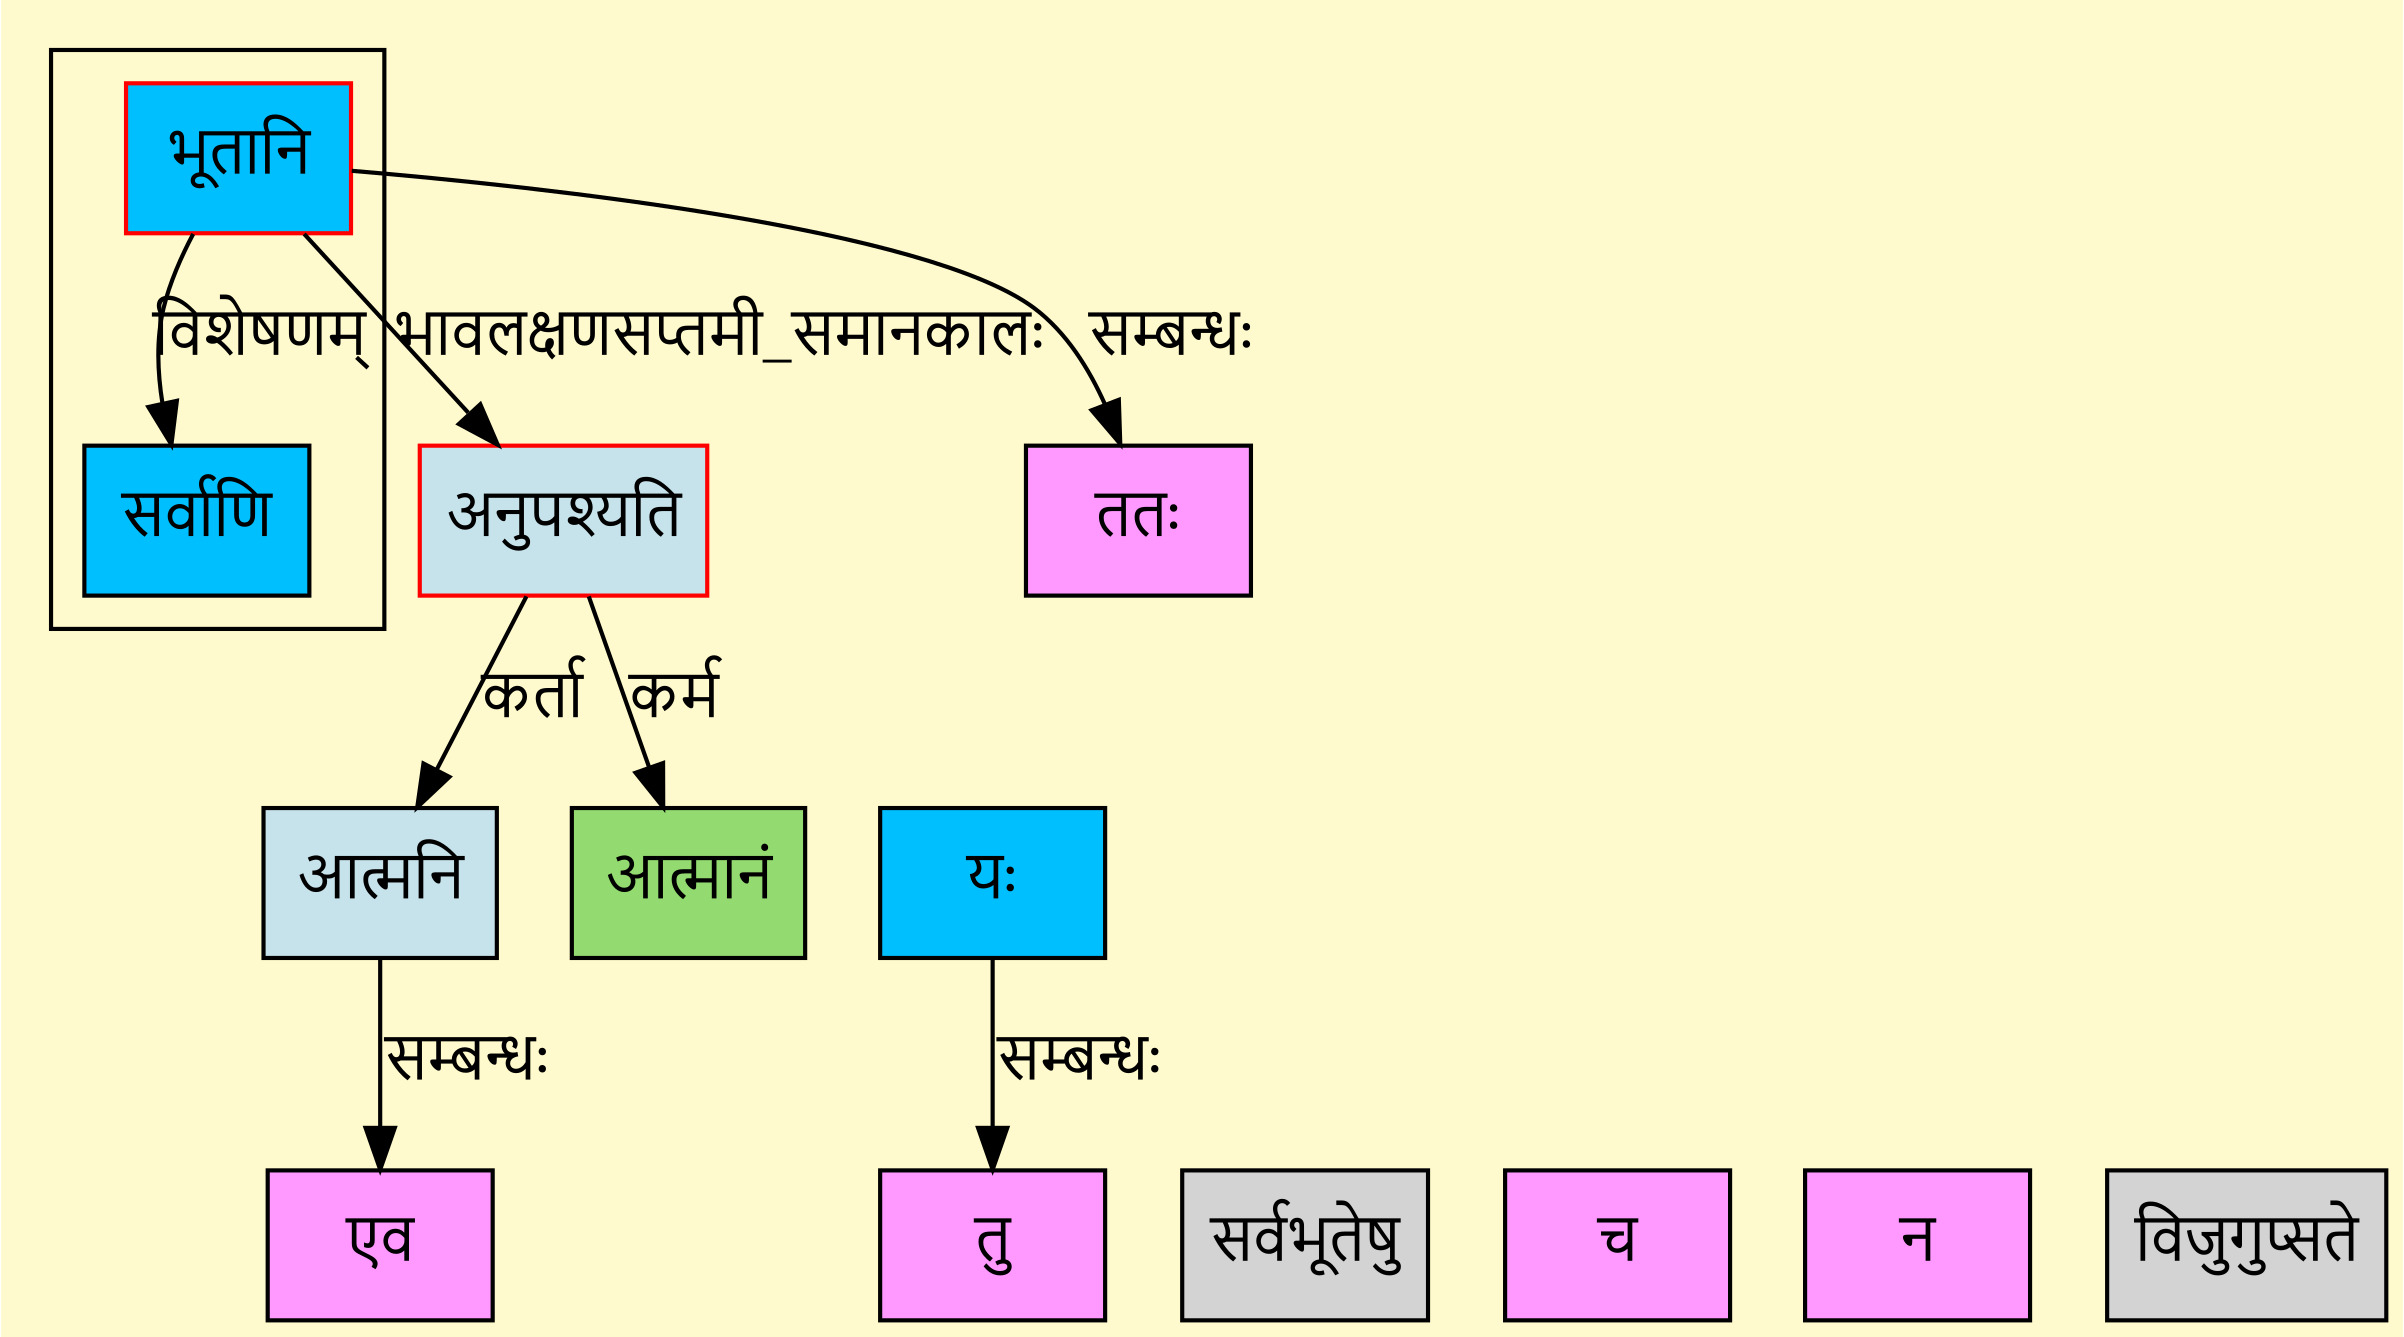 भूतानि
विशेषणम् भावलक्षणसप्तमी_समानकालः सम्बन्धः
सर्वाणि अनुपश्यति ततः
कर्ता कर्म
आत्मनि आत्मानं यः
सम्बन्धः सम्बन्धः
एव तु सर्वभूतेषु च न विजुगुप्सते